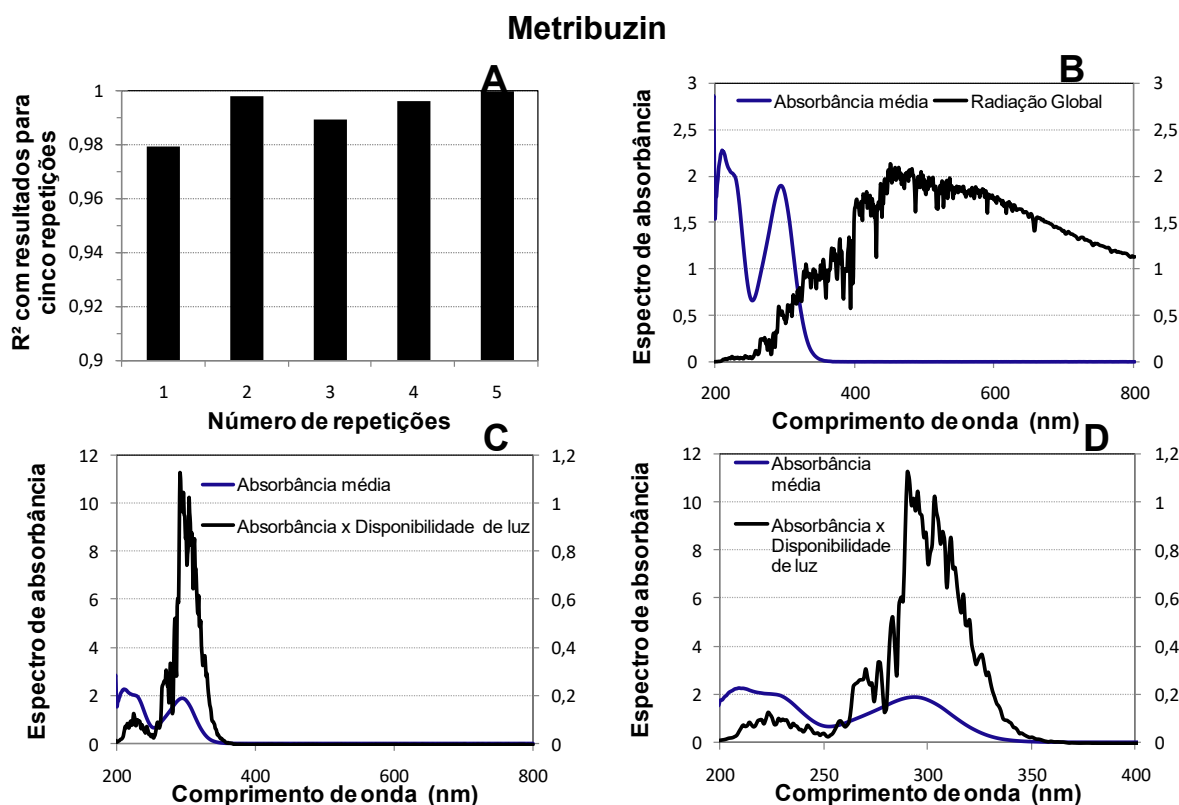 Metribuzin
A
R² com resultados para
cinco repetições
1
0,98
0,96
0,94
0,92
0,9
1 2 3 4 5
Número de repetições
B
Absorbância média Radiação Global
Espectro de absorbância
3
2,5
2
1,5
1
0,5
0
3
2,5
2
1,5
1
0,5
0
200 400 600 800
Comprimento de onda (nm)
C
Absorbância média
Absorbância x Disponibilidade de luz
Espectro de absorbância
12
10
8
6
4
2
0
1,2
1
0,8
0,6
0,4
0,2
0
200 400 600 800
Comprimento de onda (nm)
D
Absorbância
média
Absorbância x
Disponibilidade
de luz
Espectro de absorbância
12
10
8
6
4
2
0
1,2
1
0,8
0,6
0,4
0,2
0
200 250 300 350 400
Comprimento de onda (nm)